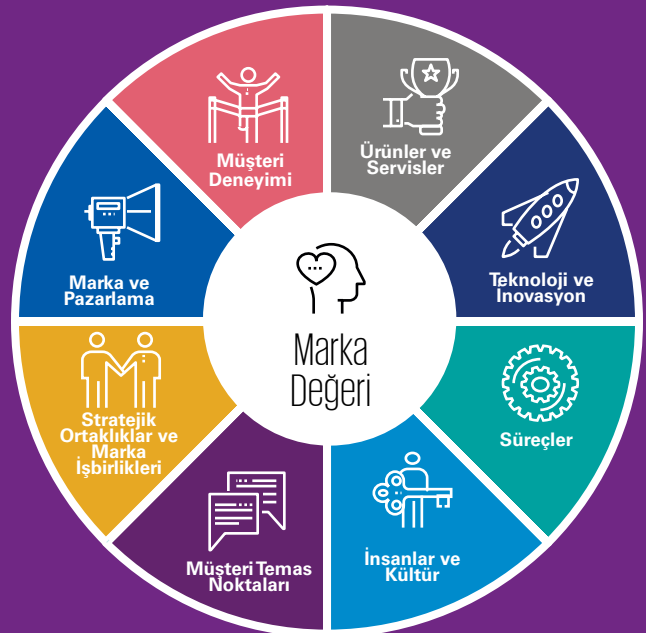 Müşteri
Deneyimi
Ürünler ve
Servisler
Marka ve
Pazarlama
Teknoloji ve
İnovasyon
Marka
Değeri
Stratejik
Ortaklıklar ve
Marka
İşbirlikleri
Süreçler
Müşteri Temas
Noktaları
İnsanlar ve
Kültür